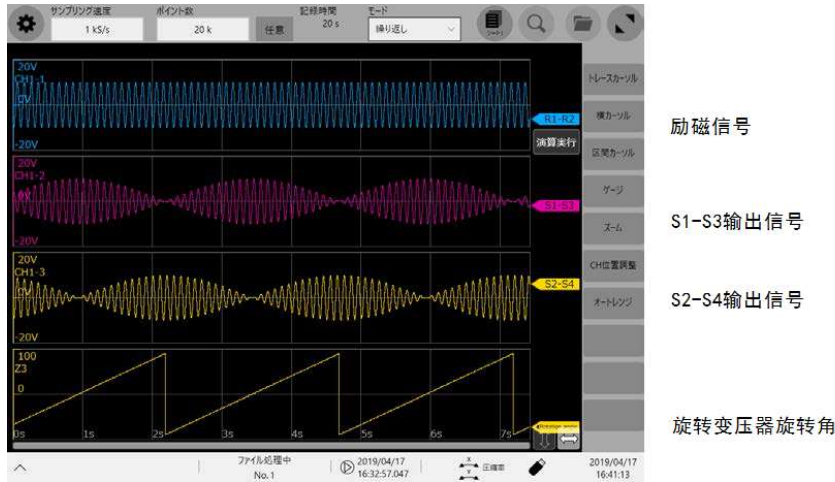 サンプリング速度
ポイント数
記録時間
モード
1 kS/s
20 k
任意
20 s
繰り返し
シート1
20V
CH1-1
0V
-20V
R1-R2
演算実行
20V
CH1-2
0V
-20V
S1-S3
20V
CH1-3
0V
-20V
S2-S4
100
Z3
0
0s
1s
2s
3s
4s
5s
6s
7s
トレースカーソル
横カーソル
区間カーソル
ゲージ
ズーム
CH位置調整
オートレンジ
励磁信号
S1-S3输出信号
S2-S4输出信号
旋转变压器旋转角
ファイル処理中
No. 1
2019/04/17
16:32:57.047
X
Y
圧縮率
2019/04/17
16:41:13